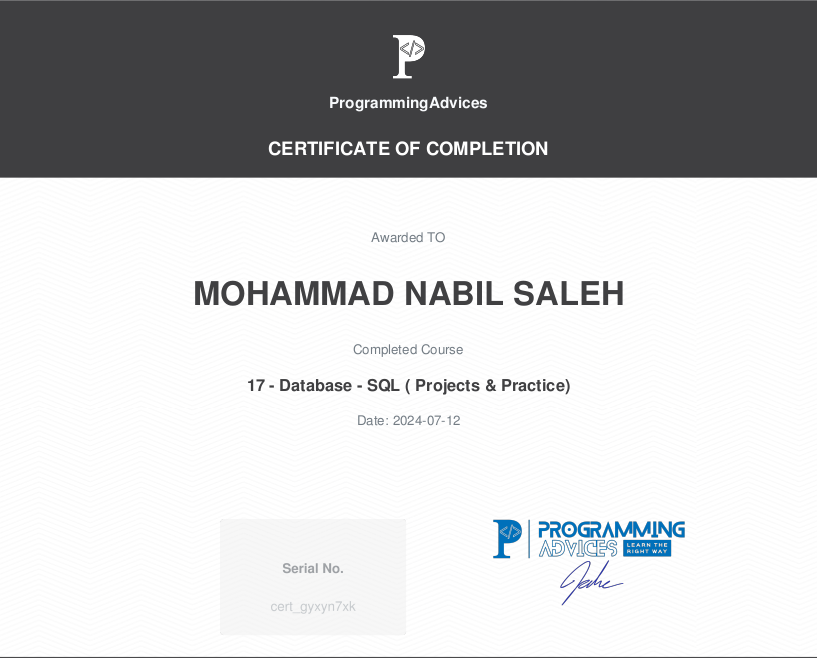 P
ProgrammingAdvices
CERTIFICATE OF COMPLETION
Awarded TO
MOHAMMAD NABIL SALEH
Completed Course
17 - Database - SQL ( Projects & Practice)
Date: 2024-07-12
Serial No.
cert_gyxyn7xk
P
PROGRAMMING
ADVICES LEARN THE RIGHT WAY